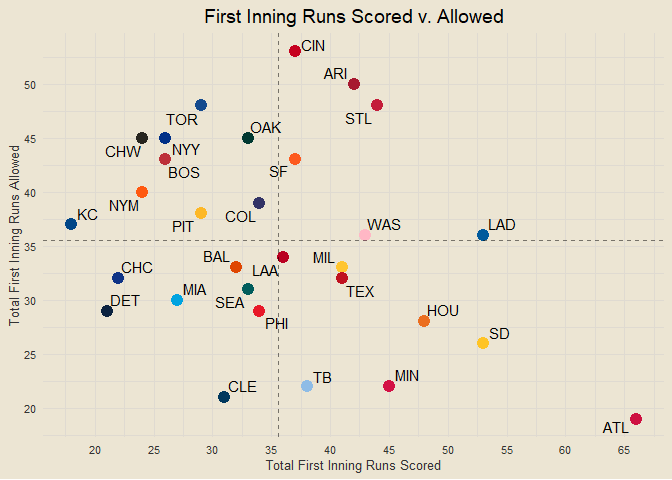 First Inning Runs Scored v. Allowed
CIN
ARI
50
STL
TOR
OAK
45
CHW
NYY
SF
BOS
40
NYM
KC
PIT
COL
WAS
LAD
35
BAL
LAA
MIL
CHC
TEX
30
DET
MIA
SEA
PHI
HOU
SD
25
CLE
TB
MIN
20
ATL
Total First Inning Runs Allowed
20 25 30 35 40 45 50 55 60 65
Total First Inning Runs Scored